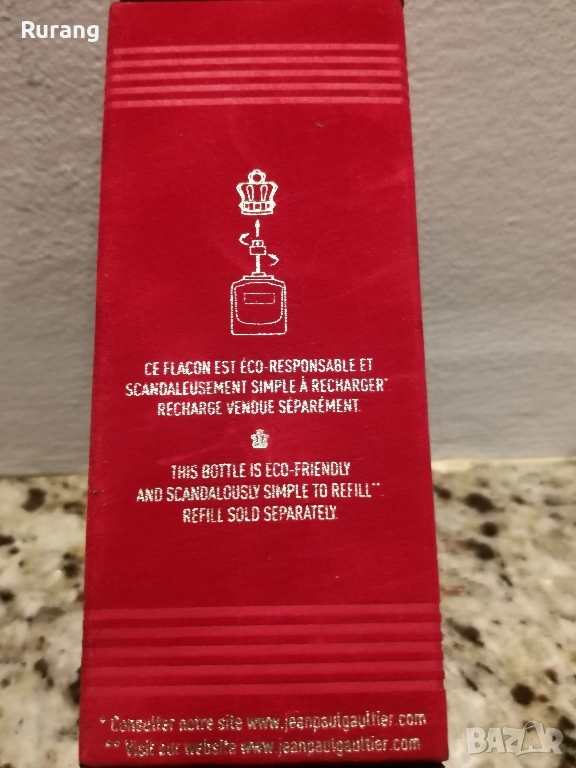 Rurang
CE FLACON EST ÉCO-RESPONSABLE ET
SCANDALEUSEMENT SIMPLE À RECHARGER*.
RECHARGE VENDUE SÉPARÉMENT.
THIS BOTTLE IS ECO-FRIENDLY
AND SCANDALOUSLY SIMPLE TO REFILL**.
REFILL SOLD SEPARATELY.
* Consulter notre site www.jeanpaulgaultier.com
** Visit our website www.jeanpaulgaultier.com
BAZAR